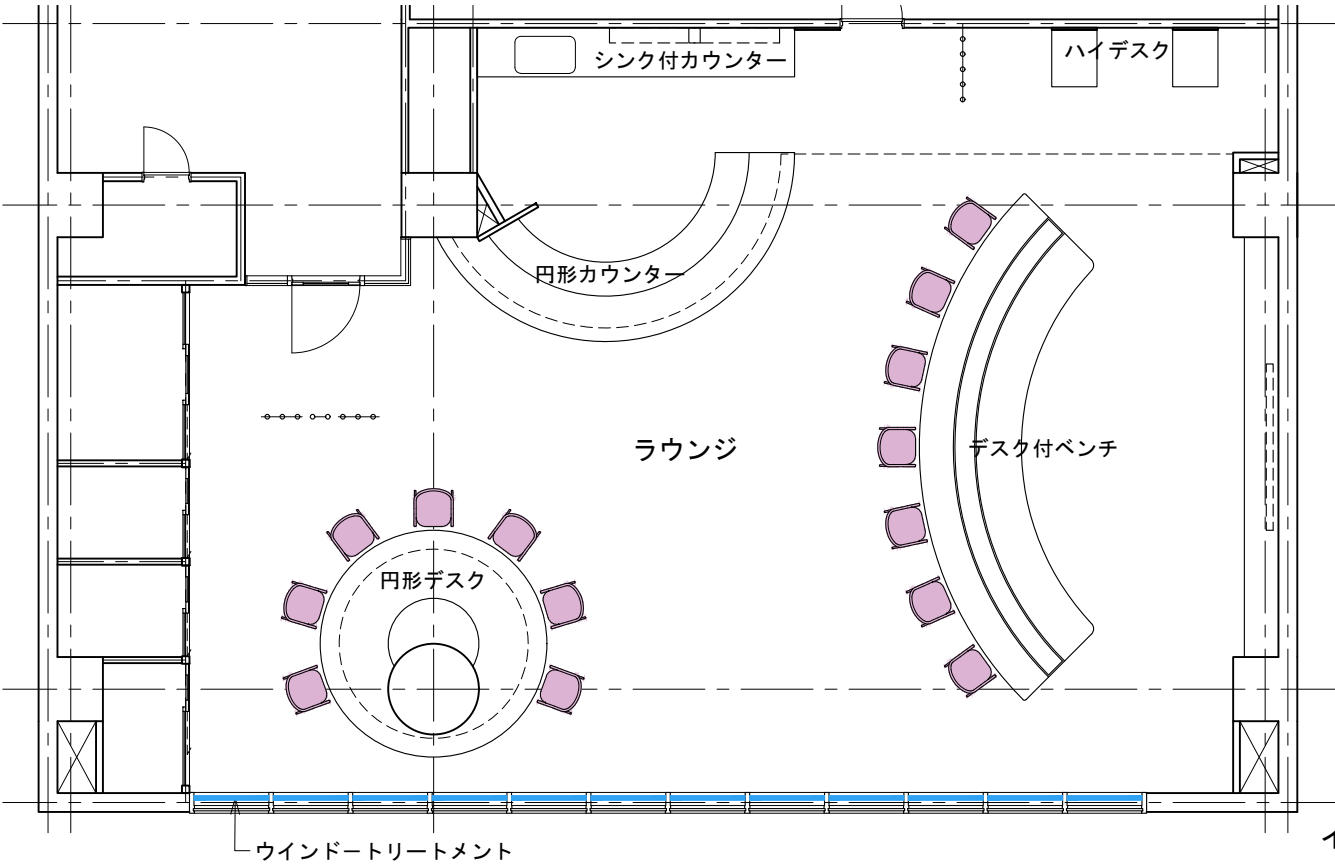 シンク付カウンター
ハイデスク
円形カウンター
ラウンジ
デスク付ベンチ
円形デスク
ウインドートリートメント
イ